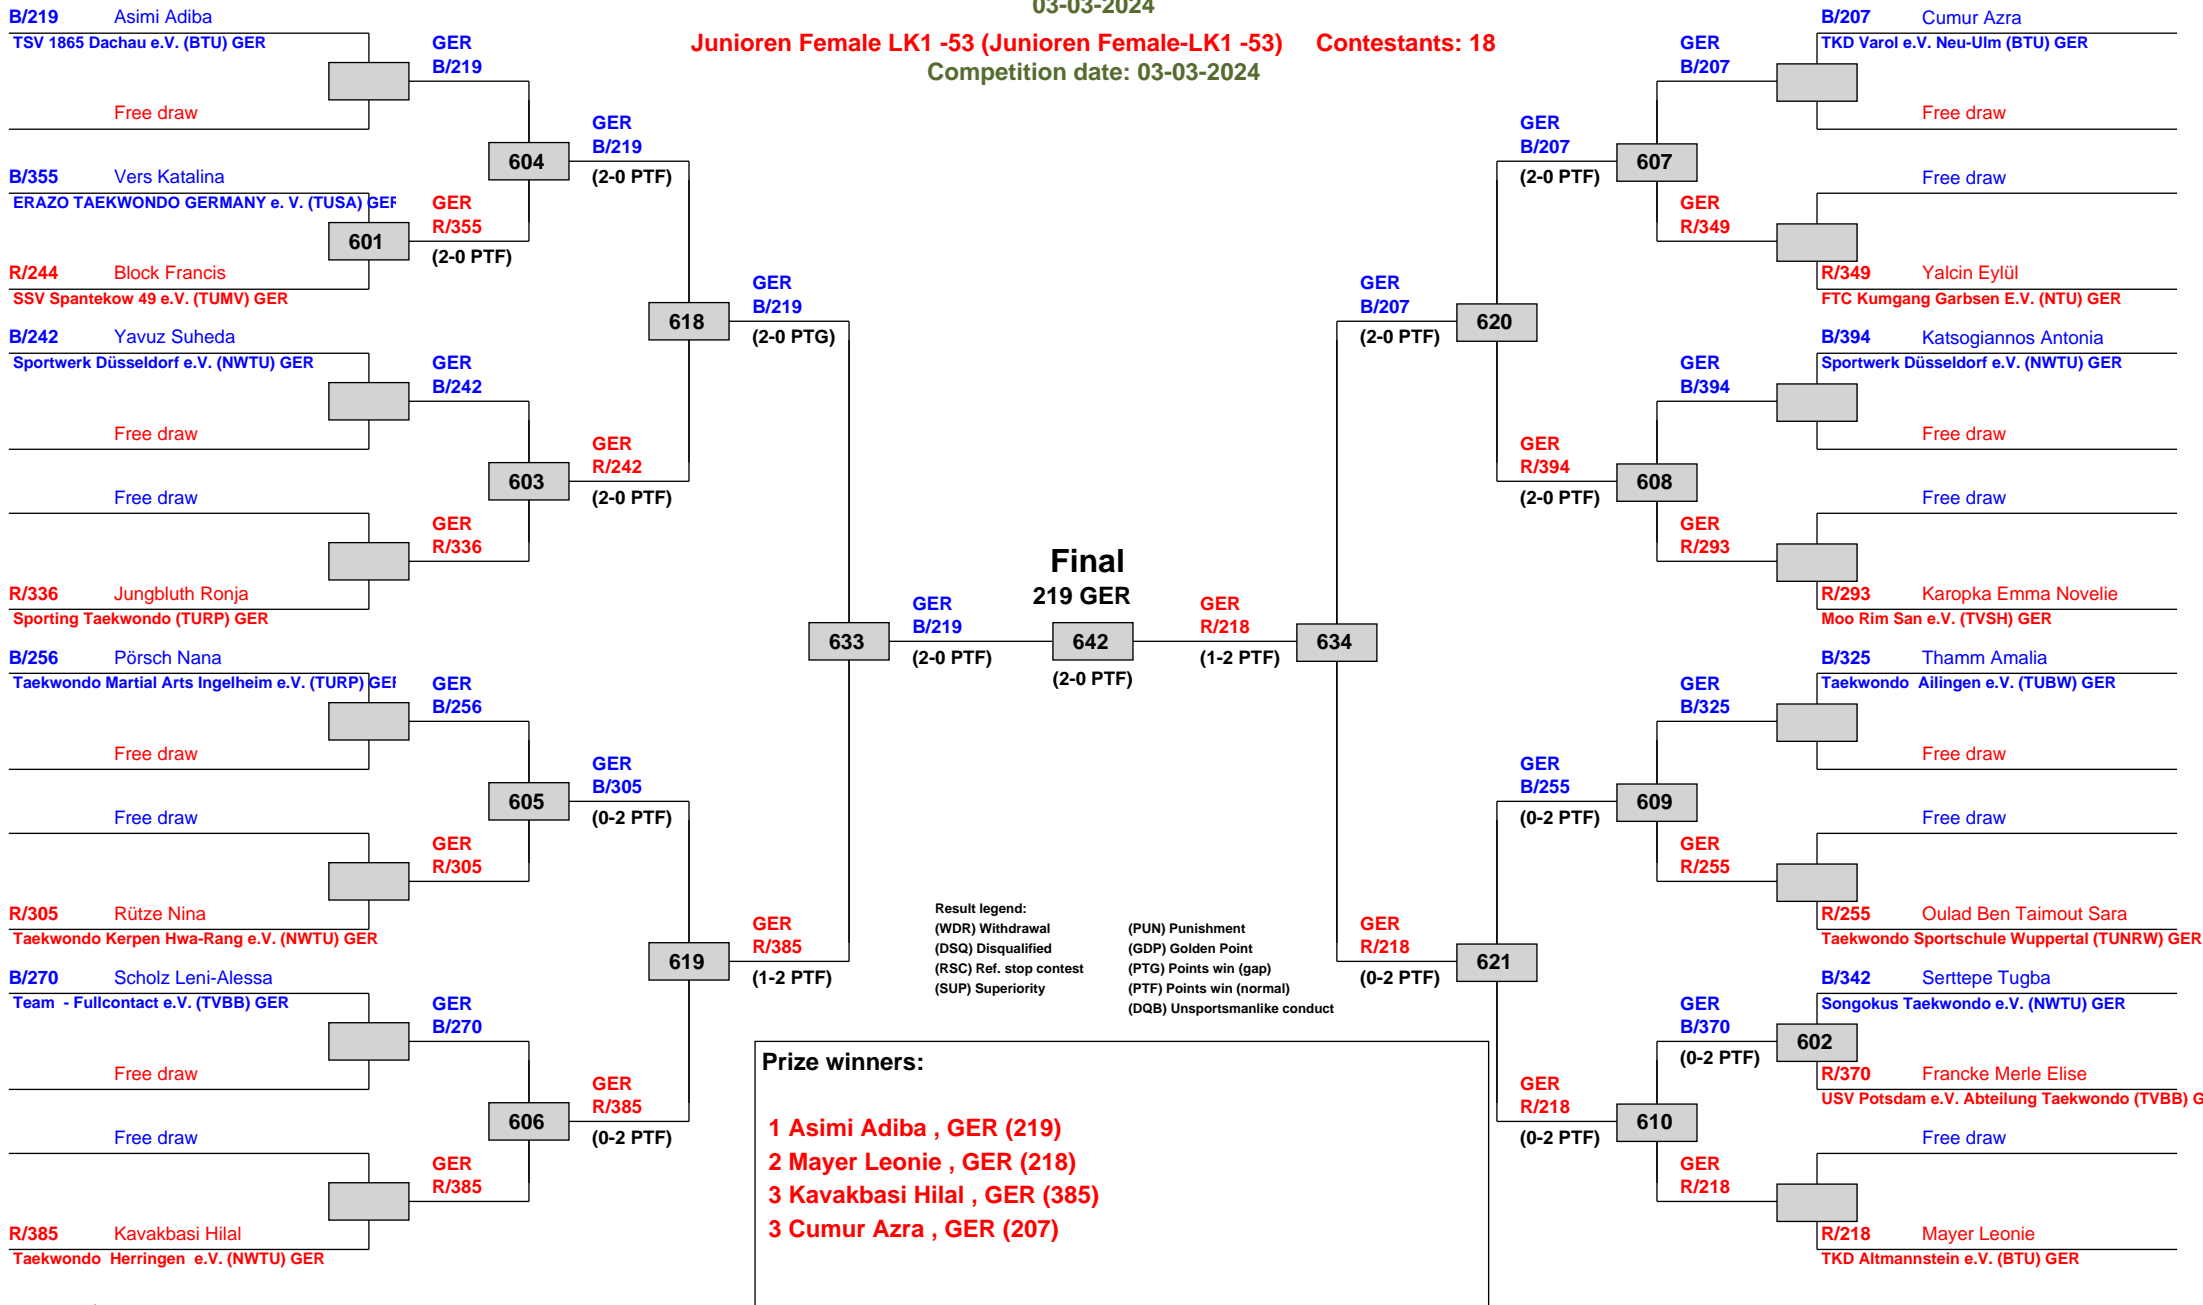 03-03-2024
Junioren Female LK1 -53 (Junioren Female-LK1 -53) Contestants: 18
Competition date: 03-03-2024
B/219 Asimi Adiba
TSV 1865 Dachau e.V. (BTU) GER
Free draw
B/355 Vers Katalina
ERAZO TAEKWONDO GERMANY e. V. (TUSA) GER
601
R/244 Block Francis
SSV Spantekow 49 e.V. (TUMV) GER
B/242 Yavuz Suheda
Sportwerk Düsseldorf e.V. (NWTU) GER
Free draw
Free draw
R/336 Jungbluth Ronja
Sporting Taekwondo (TURP) GER
B/256 Pörsch Nana
Taekwondo Martial Arts Ingelheim e.V. (TURP) GER
Free draw
Free draw
R/305 Rütze Nina
Taekwondo Kerpen Hwa-Rang e.V. (NWTU) GER
B/270 Scholz Leni-Alessa
Team - Fullcontact e.V. (TVBB) GER
Free draw
Free draw
R/385 Kavakbasi Hilal
Taekwondo Herringen e.V. (NWTU) GER
GER
B/219
604
GER
R/355
(2-0 PTF)
GER
B/242
603
GER
R/336
GER
B/256
605
GER
R/305
GER
B/270
606
GER
R/385
GER
B/219
(2-0 PTF)
618
GER
R/242
(2-0 PTF)
GER
B/305
(0-2 PTF)
619
GER
R/385
(0-2 PTF)
GER
B/219
(2-0 PTG)
633
GER
R/385
(1-2 PTF)
GER
B/219
(2-0 PTF)
Final
219 GER
642
(2-0 PTF)
GER
R/218
(1-2 PTF)
634
GER
B/207
(2-0 PTF)
620
GER
R/218
(0-2 PTF)
621
GER
B/207
(2-0 PTF)
607
GER
R/394
(2-0 PTF)
608
GER
B/255
(0-2 PTF)
609
GER
R/218
(0-2 PTF)
610
GER
B/207
GER
R/349
GER
B/394
GER
R/293
GER
B/325
GER
R/255
GER
B/370
(0-2 PTF)
602
GER
R/218
B/207 Cumur Azra
TKD Varol e.V. Neu-Ulm (BTU) GER
Free draw
Free draw
R/349 Yalcin Eylül
FTC Kumgang Garbsen E.V. (NTU) GER
B/394 Katsogiannos Antonia
Sportwerk Düsseldorf e.V. (NWTU) GER
Free draw
Free draw
R/293 Karopka Emma Novelie
Moo Rim San e.V. (TVSH) GER
B/325 Thamm Amalia
Taekwondo Ailingen e.V. (TUBW) GER
Free draw
Free draw
R/255 Oulad Ben Taimout Sara
Taekwondo Sportschule Wuppertal (TUNRW) GER
B/342 Serttepe Tugba
Songokus Taekwondo e.V. (NWTU) GER
R/370 Francke Merle Elise
USV Potsdam e.V. Abteilung Taekwondo (TVBB) G
Free draw
R/218 Mayer Leonie
TKD Altmannstein e.V. (BTU) GER
Result legend:
(WDR) Withdrawal (PUN) Punishment
(DSQ) Disqualified (GDP) Golden Point
(RSC) Ref. stop contest (PTG) Points win (gap)
(SUP) Superiority (PTF) Points win (normal)
(DQB) Unsportsmanlike conduct
Prize winners:
1 Asimi Adiba , GER (219)
2 Mayer Leonie , GER (218)
3 Kavakbasi Hilal , GER (385)
3 Cumur Azra , GER (207)